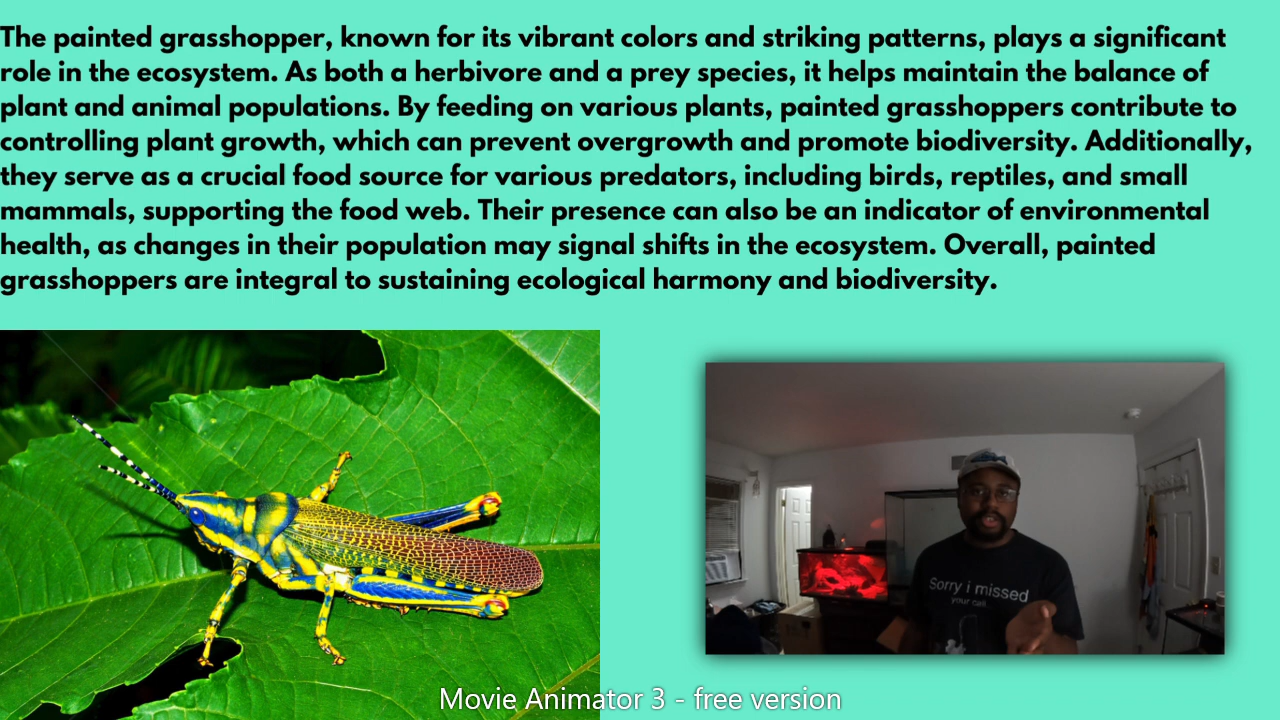 The painted grasshopper, known for its vibrant colors and striking patterns, plays a significant
role in the ecosystem. As both a herbivore and a prey species, it helps maintain the balance of
plant and animal populations. By feeding on various plants, painted grasshoppers contribute to
controlling plant growth, which can prevent overgrowth and promote biodiversity. Additionally,
they serve as a crucial food source for various predators, including birds, reptiles, and small
mammals, supporting the food web. Their presence can also be an indicator of environmental
health, as changes in their population may signal shifts in the ecosystem. Overall, painted
grasshoppers are integral to sustaining ecological harmony and biodiversity.
Sorry i missed
your call
Movie Animator 3 - free version